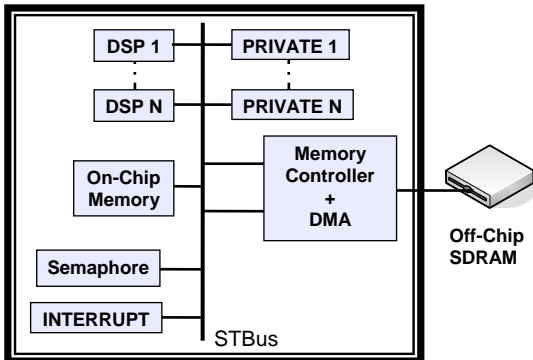 DSP 1
PRIVATE 1
DSP N
PRIVATE N
On-Chip
Memory
Memory
Controller
+
DMA
Off-Chip
SDRAM
Semaphore
INTERRUPT
STBus